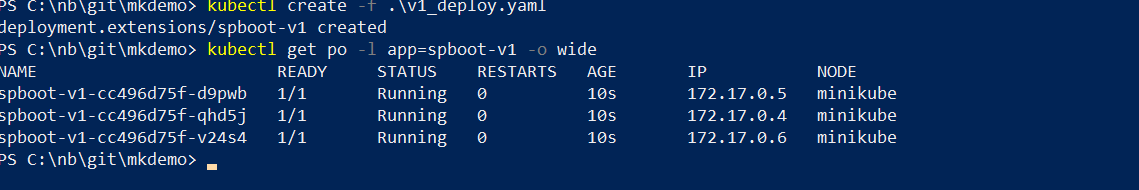 PS C:\nb\git\mkdemo> kubectl create -f .\v1_deploy.yaml
deployment.extensions/spboot-v1 created
PS C:\nb\git\mkdemo> kubectl get po -l app=spboot-v1 -o wide
NAME READY STATUS RESTARTS AGE IP NODE
spboot-v1-cc496d75f-d9pwb 1/1 Running 0 10s 172.17.0.5 minikube
spboot-v1-cc496d75f-qhd5j 1/1 Running 0 10s 172.17.0.4 minikube
spboot-v1-cc496d75f-v24s4 1/1 Running 0 10s 172.17.0.6 minikube
PS C:\nb\git\mkdemo>